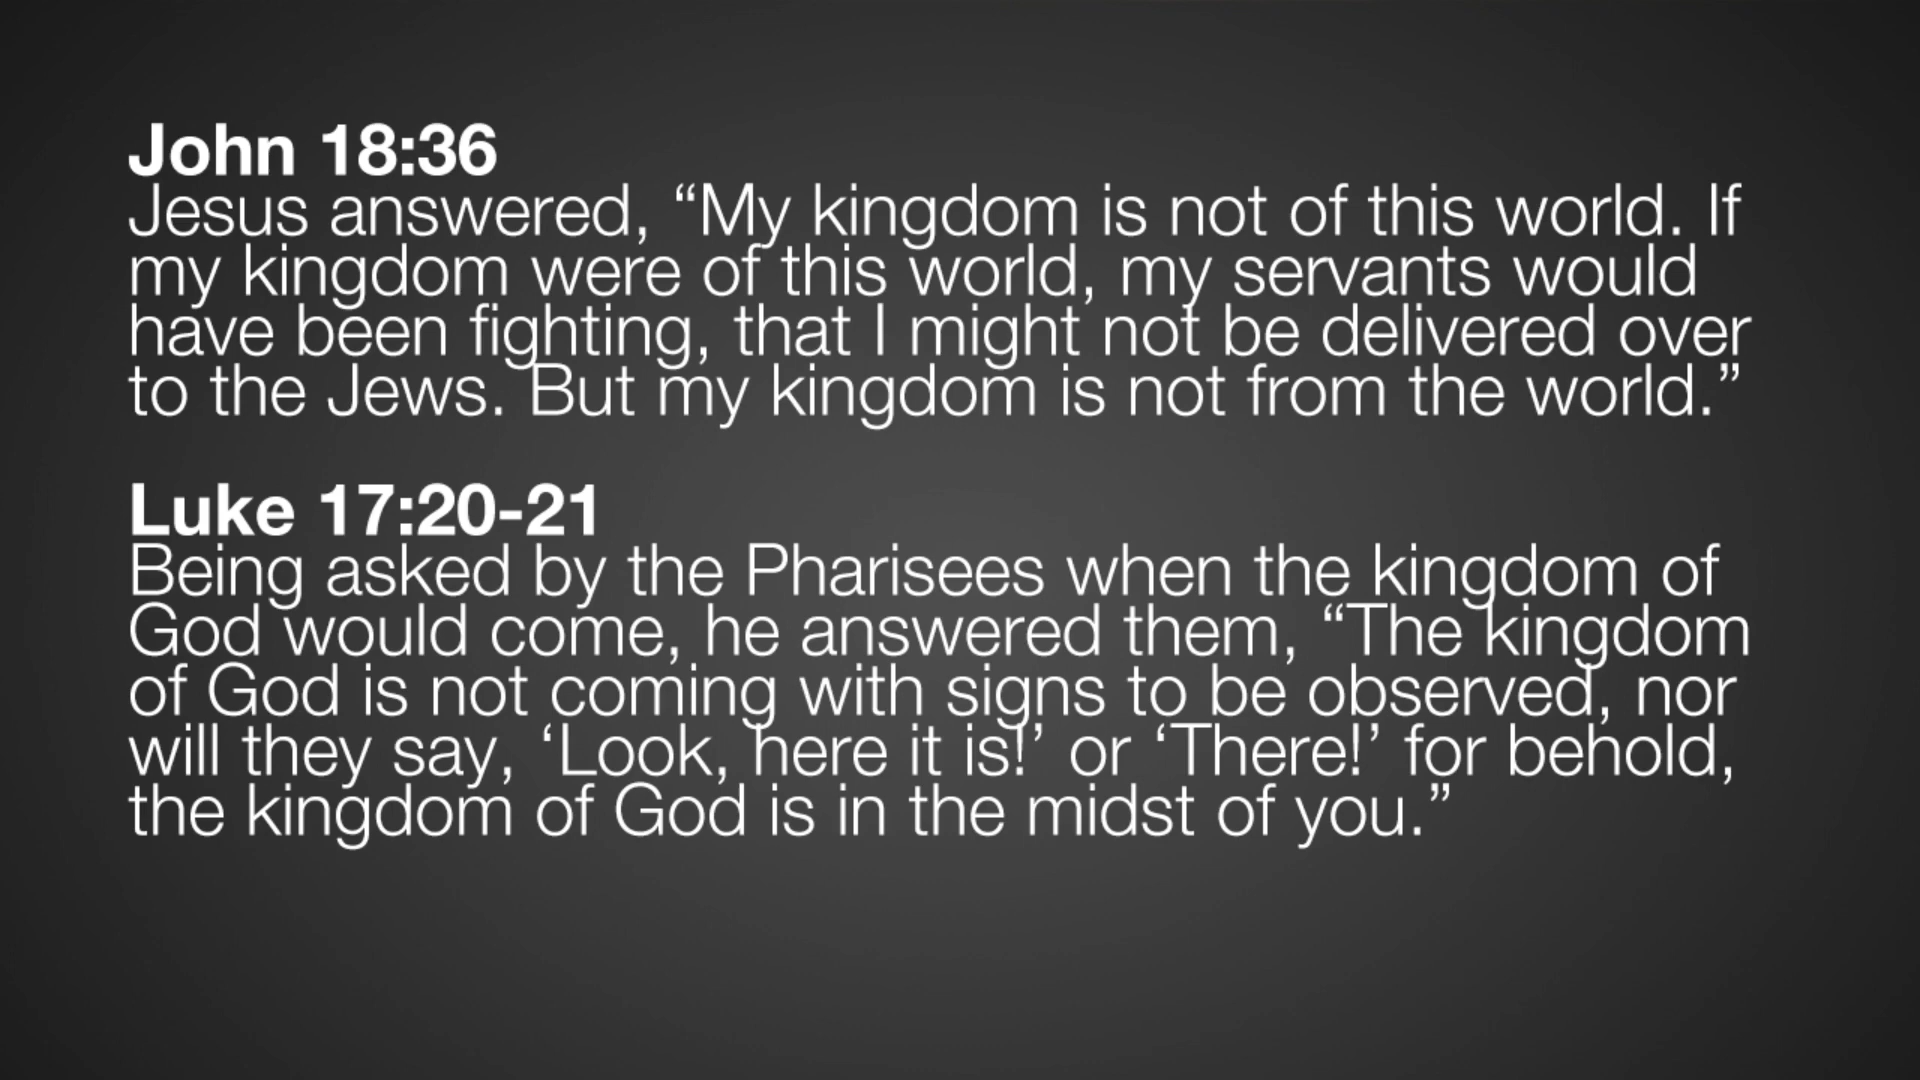 John 18:36
Jesus answered, “My kingdom is not of this world. If
my kingdom were of this world, my servants would
have been fighting, that I might not be delivered over
to the Jews. But my kingdom is not from the world.”
Luke 17:20-21
Being asked by the Pharisees when the kingdom of
God would come, he answered them, “The kingdom
of God is not coming with signs to be observed, nor
will they say, ‘Look, here it is!’ or ‘There!’ for behold,
the kingdom of God is in the midst of you.”